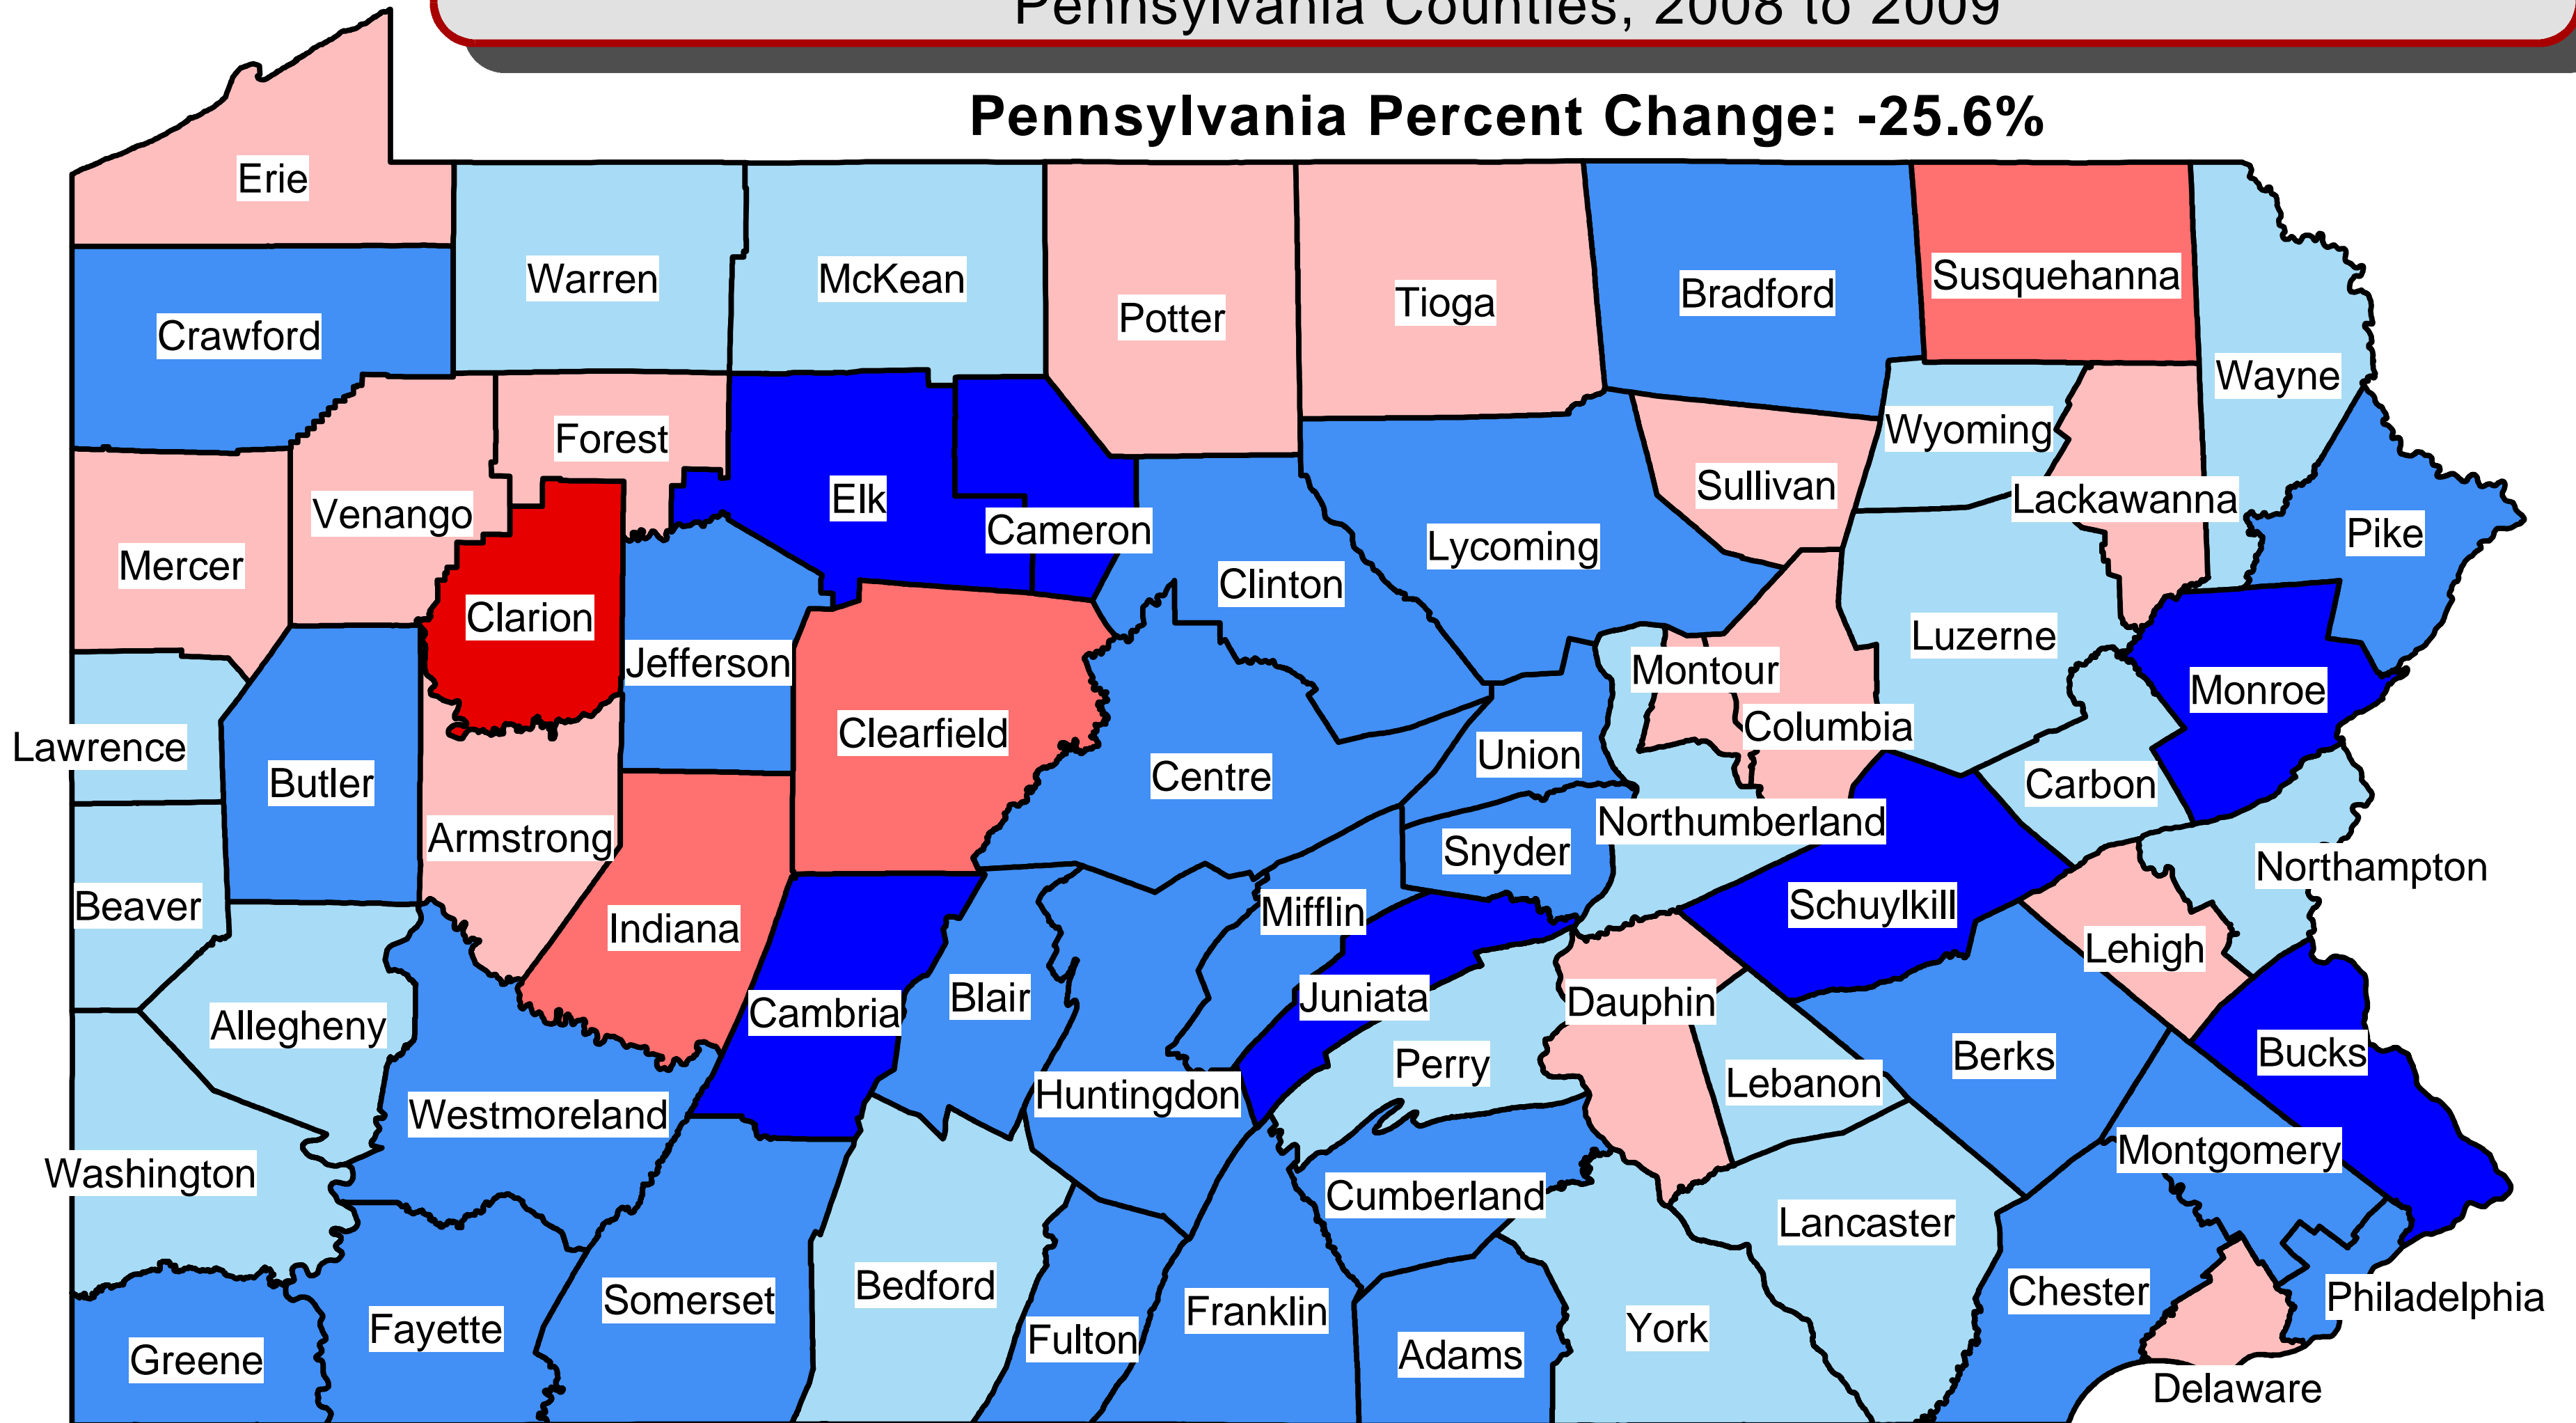 Pennsylvania Counties, 2008 to 2009
Pennsylvania Percent Change: -25.6%
Erie
Warren
McKean
Potter
Tioga
Bradford
Susquehanna
Wayne
Crawford
Forest
Wyoming
Venango
Elk
Cameron
Sullivan
Lackawanna
Pike
Mercer
Clarion
Clinton
Lycoming
Luzerne
Jefferson
Montour
Monroe
Lawrence
Butler
Clearfield
Centre
Union
Columbia
Carbon
Armstrong
Snyder
Northumberland
Northampton
Beaver
Indiana
Mifflin
Schuylkill
Lehigh
Allegheny
Cambria
Blair
Juniata
Dauphin
Berks
Bucks
Westmoreland
Huntingdon
Perry
Lebanon
Washington
Cumberland
Montgomery
Lancaster
Somerset
Bedford
Franklin
Chester
Philadelphia
Greene
Fayette
Fulton
Adams
York
Delaware